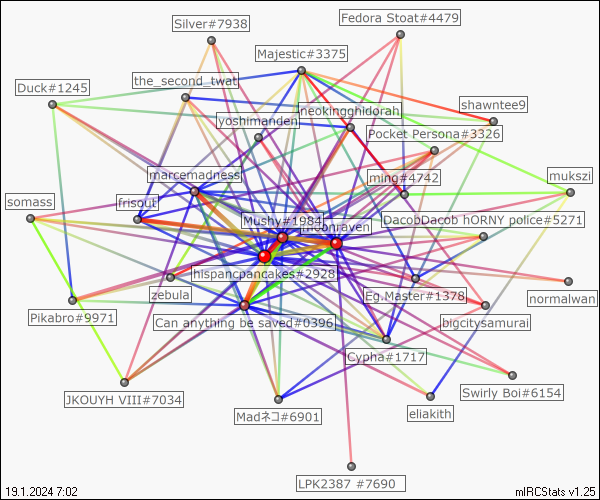 Silver#7938
Fedora Stoat#4479
Majestic#3375
the_second_twat
Duck#1245
neokingghidorah
shawntee9
yoshimanden
Pocket Persona#3326
marcemadness
ming#4742
mukszi
somass
frisout
Mushy#1984
moonraven
DacobDacob hORNY police#5271
hispancpancakes#2928
zebula
Eg.Master#1378
normalwan
Pikabro#9971
Can anything be saved#0396
bigcitysamurai
Cypha#1717
JKOUYH VIII#7034
Madネコ#6901
eliakith
Swirly Boi#6154
LPK2387 #7690
19.1.2024 7:02
mIRCStats v1.25